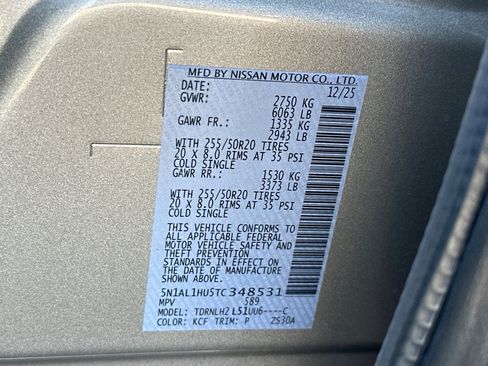 MFD BY NISSAN MOTOR CO., LTD.
DATE: 12/25
GVWR: 2750 KG
6063 LB
GAWR FR.: 1335 KG
2943 LB
WITH 255/50R20 TIRES
20 X 8.0 RIMS AT 35 PSI
COLD SINGLE
GAWR RR.: 1530 KG
3373 LB
WITH 255/50R20 TIRES
20 X 8.0 RIMS AT 35 PSI
COLD SINGLE
THIS VEHICLE CONFORMS TO
ALL APPLICABLE FEDERAL
MOTOR VEHICLE SAFETY AND
THEFT PREVENTION
STANDARDS IN EFFECT ON
THE DATE OF MANUFACTURE
SHOWN ABOVE.
5N1AL1HU5TC348531
MPV 589
MODEL: TDRNLH2 L51UU6----C
COLOR: KCF TRIM: P ZS30A